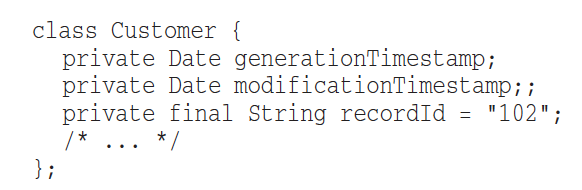 class Customer {
private Date generationTimestamp;
private Date modificationTimestamp;;
private final String recordId = "102";
/* ... */
};